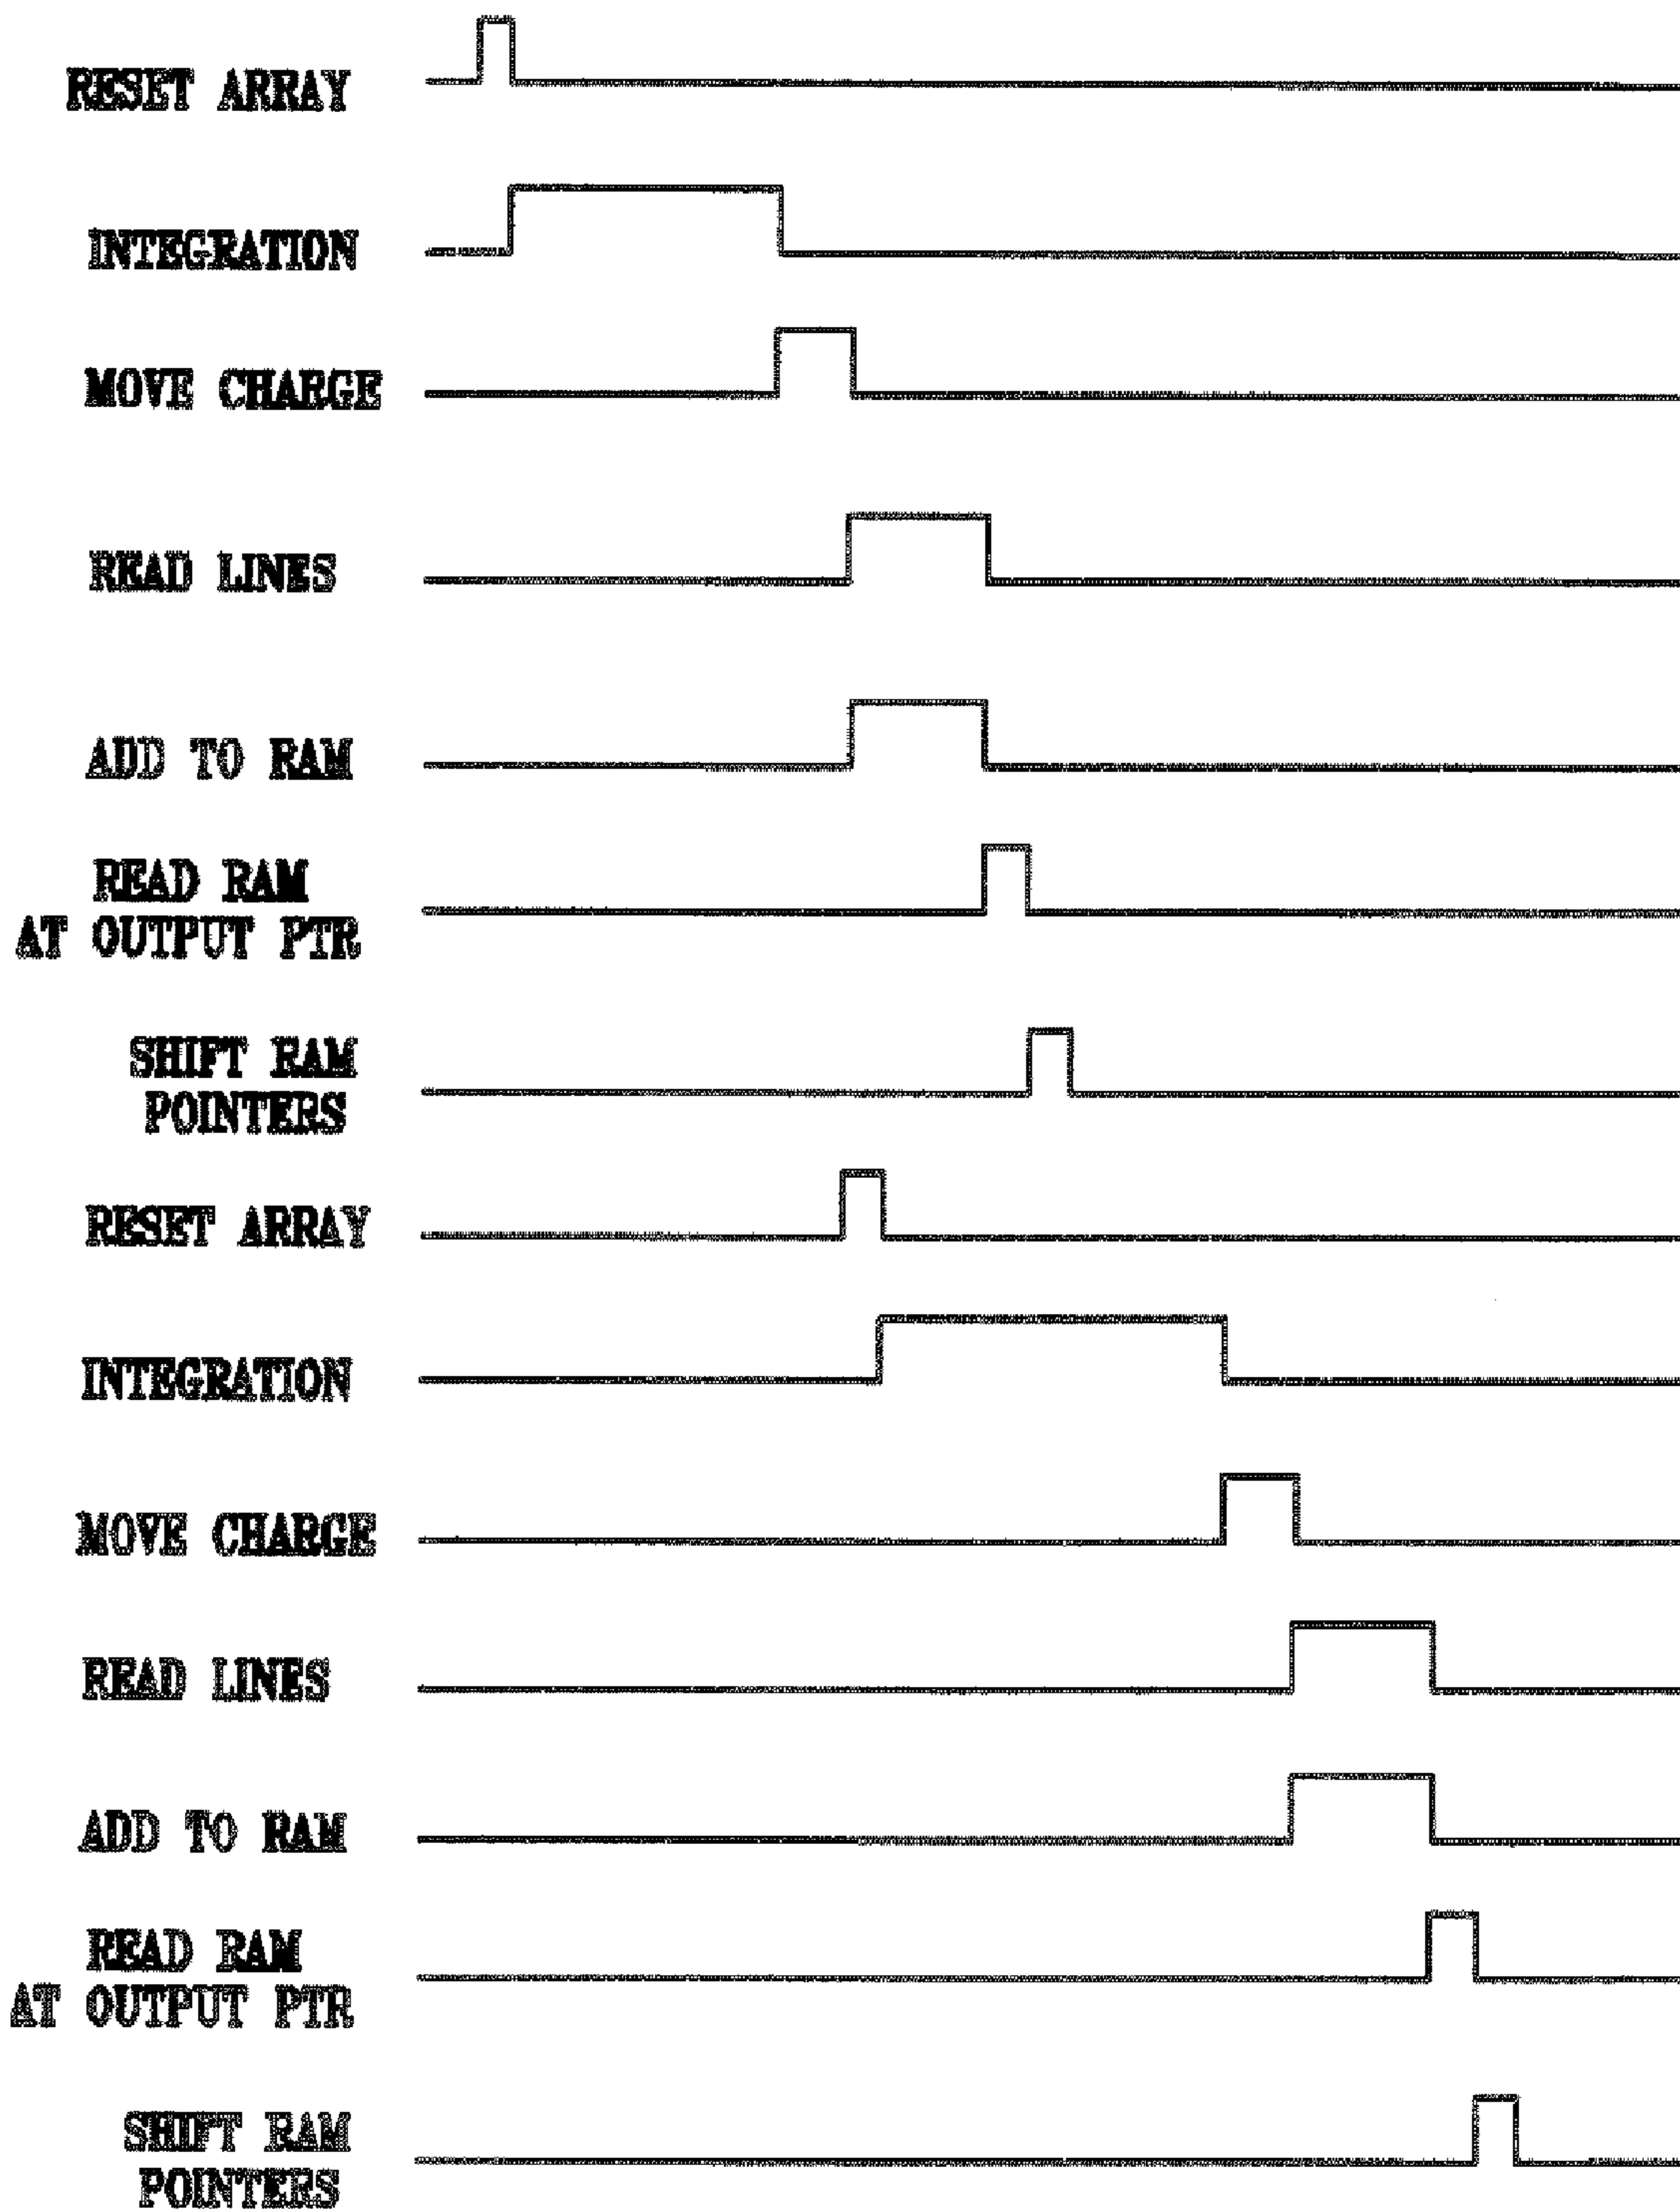 RESET ARRAY
INTEGRATION
MOVE CHARGE
READ LINES
ADD TO RAM
READ RAM
AT OUTPUT PTR
SHIFT RAM
POINTERS
RESET ARRAY
INTEGRATION
MOVE CHARGE
READ LINES
ADD TO RAM
READ RAM
AT OUTPUT PTR
SHIFT RAM
POINTERS